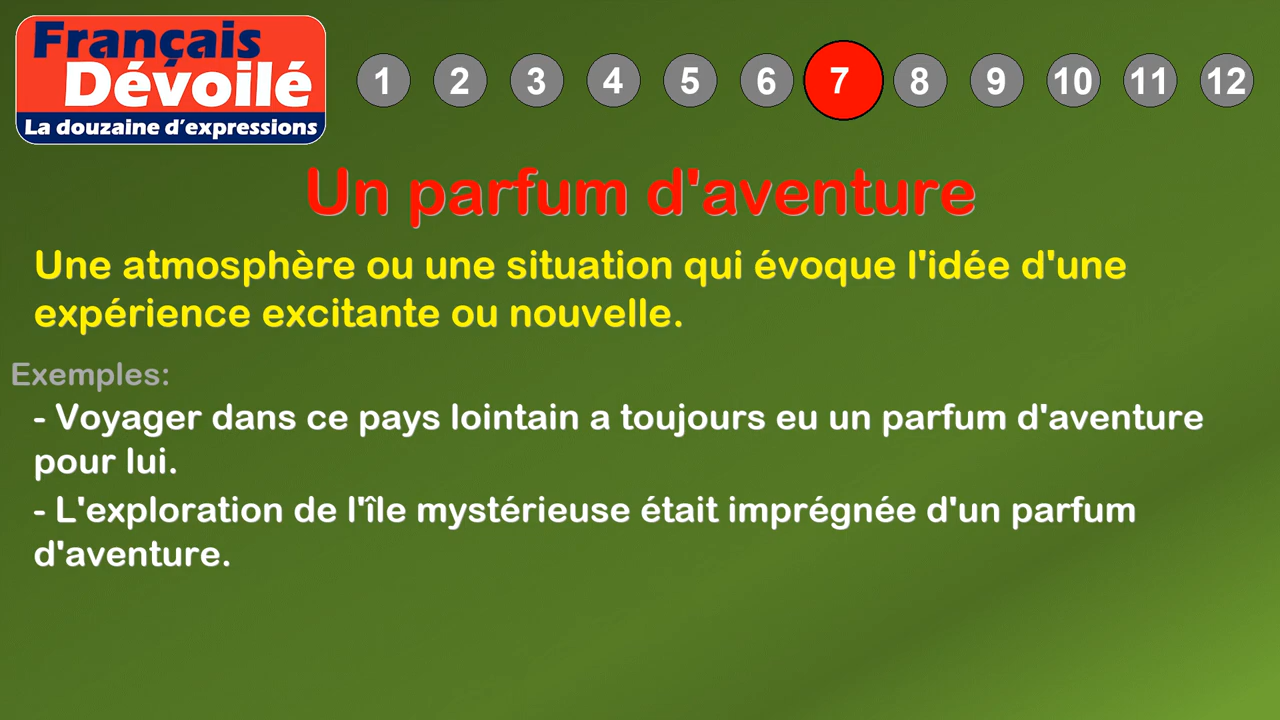 Français
Dévoilé
La douzaine d'expressions
1 2 3 4 5 6 7 8 9 10 11 12
Un parfum d'aventure
Une atmosphère ou une situation qui évoque l'idée d'une
expérience excitante ou nouvelle.
Exemples:
- Voyager dans ce pays lointain a toujours eu un parfum d'aventure
pour lui.
- L'exploration de l'île mystérieuse était imprégnée d'un parfum
d'aventure.